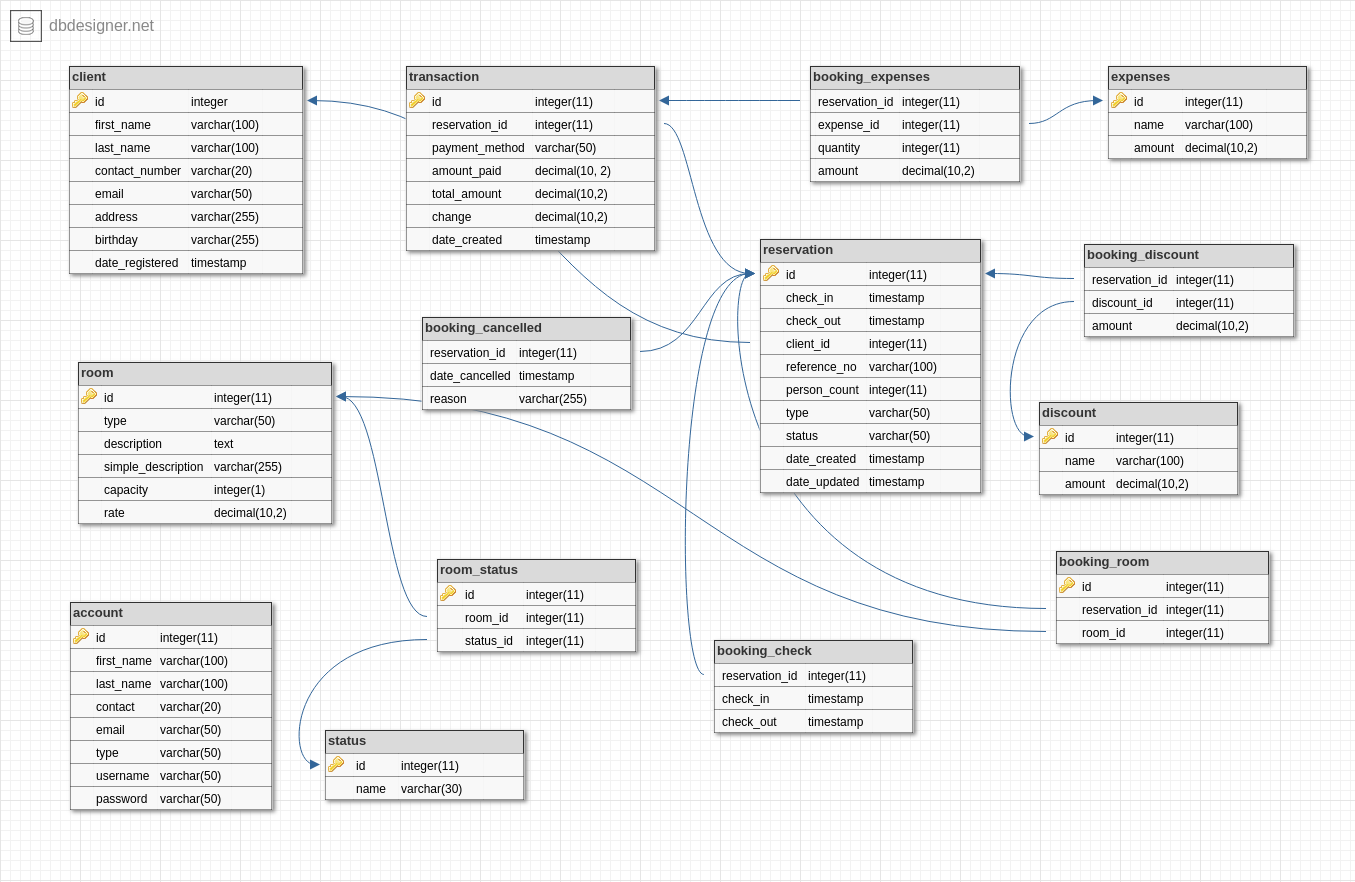 dbdesigner.net
client
id integer
first_name varchar(100)
last_name varchar(100)
contact_number varchar(20)
email varchar(50)
address varchar(255)
birthday varchar(255)
date_registered timestamp
transaction
id integer(11)
reservation_id integer(11)
payment_method varchar(50)
amount_paid decimal(10, 2)
total_amount decimal(10,2)
change decimal(10,2)
date_created timestamp
booking_expenses
reservation_id integer(11)
expense_id integer(11)
quantity integer(11)
amount decimal(10,2)
expenses
id integer(11)
name varchar(100)
amount decimal(10,2)
reservation
id integer(11)
check_in timestamp
check_out timestamp
client_id integer(11)
reference_no varchar(100)
person_count integer(11)
type varchar(50)
status varchar(50)
date_created timestamp
date_updated timestamp
booking_discount
reservation_id integer(11)
discount_id integer(11)
amount decimal(10,2)
booking_cancelled
reservation_id integer(11)
date_cancelled timestamp
reason varchar(255)
room
id integer(11)
type varchar(50)
description text
simple_description varchar(255)
capacity integer(1)
rate decimal(10,2)
discount
id integer(11)
name varchar(100)
amount decimal(10,2)
room_status
id integer(11)
room_id integer(11)
status_id integer(11)
booking_room
id integer(11)
reservation_id integer(11)
room_id integer(11)
account
id integer(11)
first_name varchar(100)
last_name varchar(100)
contact varchar(20)
email varchar(50)
type varchar(50)
username varchar(50)
password varchar(50)
booking_check
reservation_id integer(11)
check_in timestamp
check_out timestamp
status
id integer(11)
name varchar(30)